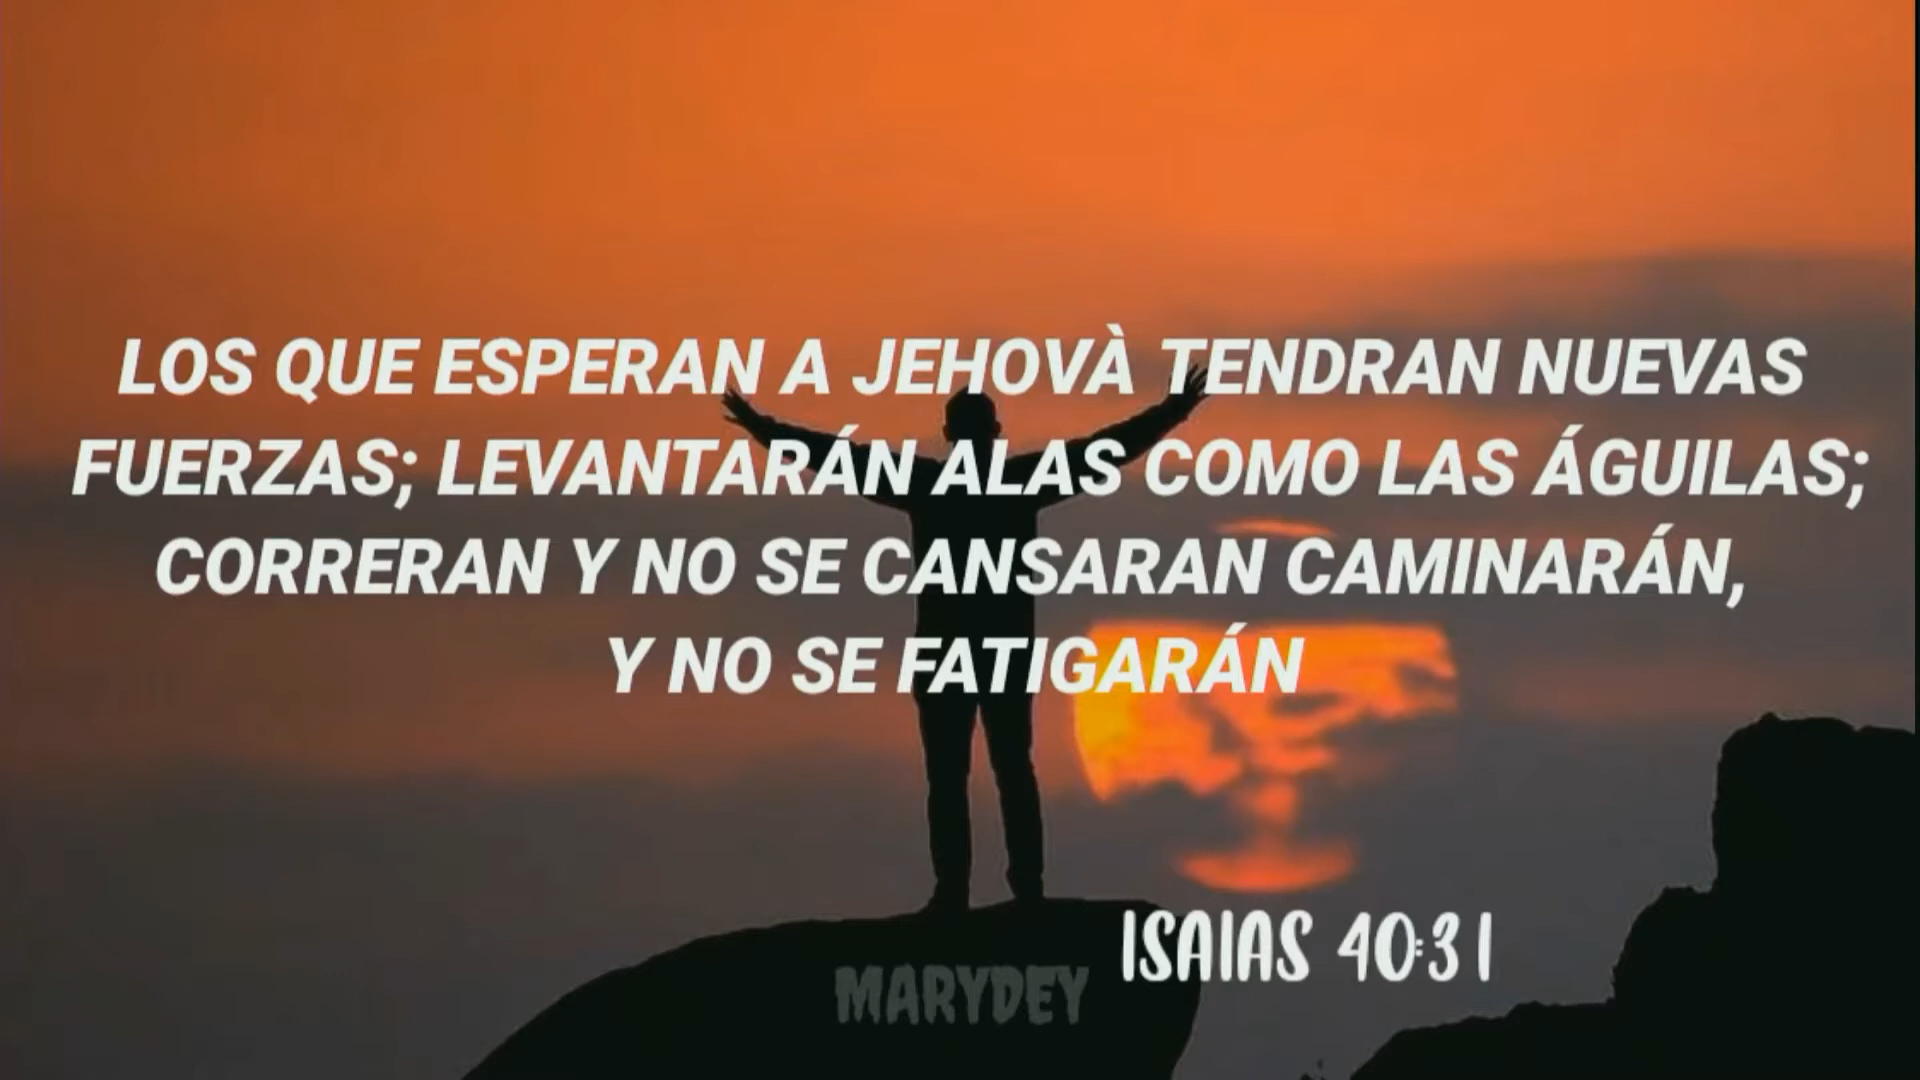 LOS QUE ESPERAN A JEHOVÀ TENDRAN NUEVAS
FUERZAS; LEVANTARÁN ALAS COMO LAS ÁGUILAS;
CORRERAN Y NO SE CANSARAN CAMINARÁN,
Y NO SE FATIGARÁN
ISAIAS 40:31
MARYDEY